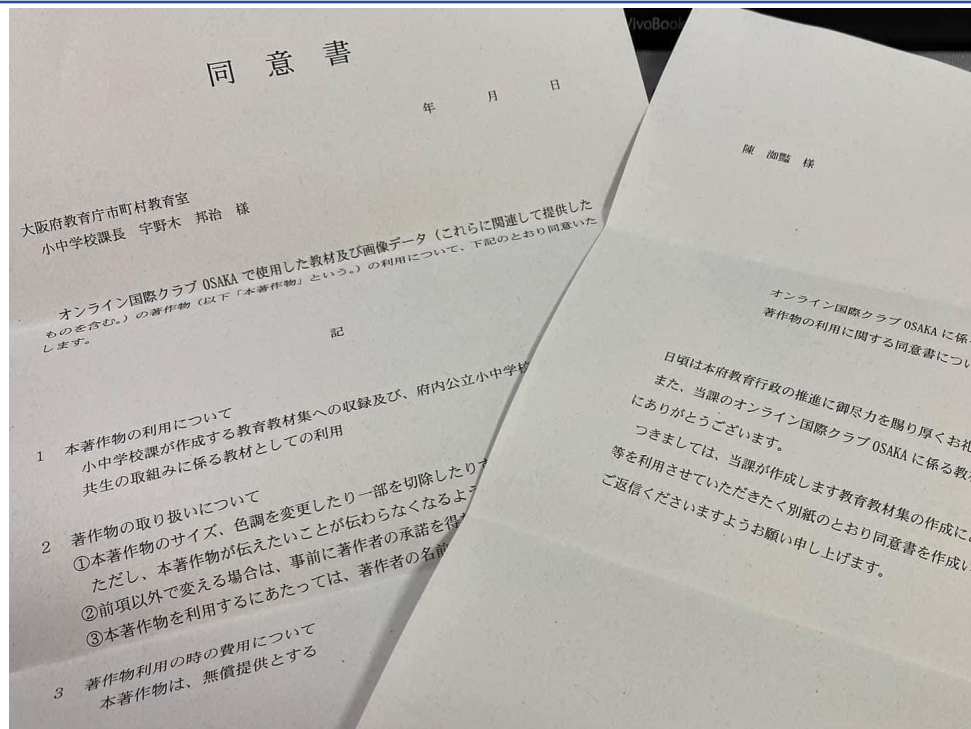 VivoBook
同 意 書
年 月 日
大阪府教育庁市町村教育室
小中学校課長 宇野木 邦治 様
オンライン国際クラブ OSAKA で使用した教材及び画像データ（これらに関連して提供した
ものを含む。）の著作物（以下「本著作物」という。）の利用について、下記のとおり同意いた
します。
記
1 本著作物の利用について
小中学校課が作成する教育教材集への収録及び、府内公立小中学校
共生の取組みに係る教材としての利用
2 著作物の取り扱いについて
①本著作物のサイズ、色調を変更したり一部を切除したりす
ただし、本著作物が伝えたいことが伝わらなくなるよう
②前項以外で変える場合は、事前に著作者の承諾を得
③本著作物を利用するにあたっては、著作者の名前
3 著作物利用の時の費用について
本著作物は、無償提供とする
陳 様
オンライン国際クラブ OSAKA に係
著作物の利用に関する同意書につい
日頃は本府教育行政の推進に御尽力を賜り厚くお礼
また、当課のオンライン国際クラブ OSAKA に係る教材
にありがとうございます。
つきましては、当課が作成します教育教材集の作成に
等を利用させていただきたく別紙のとおり同意書を作成い
ご返信くださいますようお願い申し上げます。